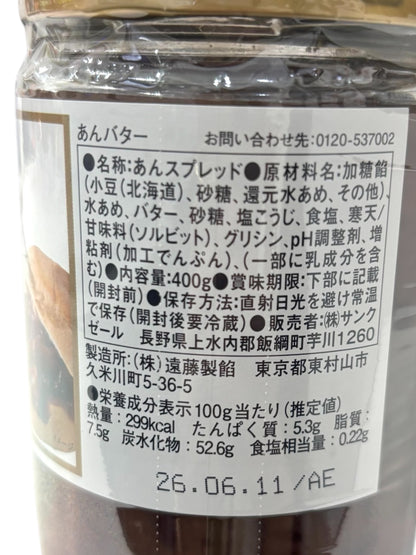 あんバター お問い合わせ先:0120-537002
●名称:あんスプレッド●原材料名:加糖餡
(小豆(北海道)、砂糖、還元水あめ、その他)、
水あめ、バター、砂糖、塩こうじ、食塩、寒天/
甘味料(ソルビット)、グリシン、pH調整剤、増
粘剤(加工でんぷん)、(一部に乳成分を含
む)●内容量:400g●賞味期限:下部に記載
(開封前)●保存方法:直射日光を避け常温
で保存(開封後要冷蔵)●販売者:㈱サンク
ゼール 長野県上水内郡飯綱町芋川1260
製造所:(株)遠藤製餡 東京都東村山市
久米川町5-36-5
●栄養成分表示 100g当たり(推定値)
熱量:299kcal たんぱく質:5.3g 脂質:
7.5g 炭水化物:52.6g 食塩相当量:0.22g
26.06.11/AE